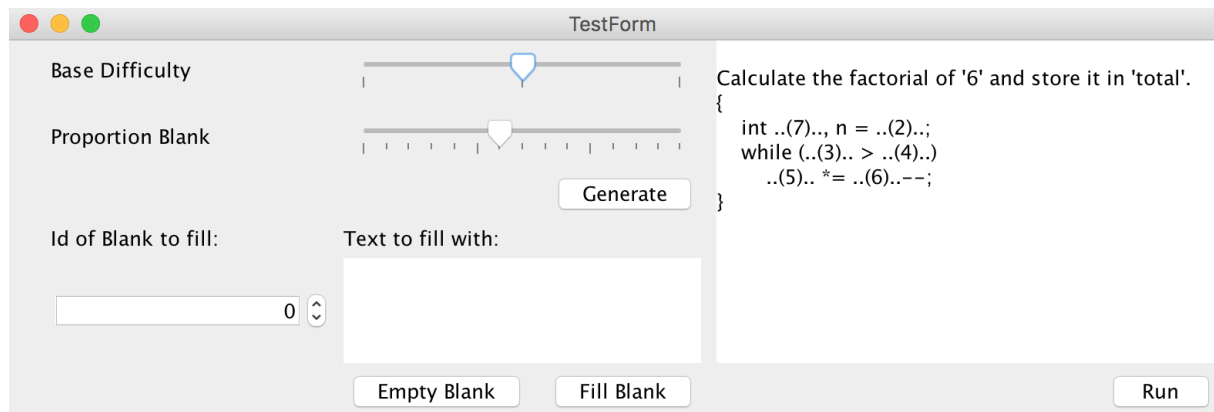 TestForm
Base Difficulty
Proportion Blank
Generate
Id of Blank to fill:
Text to fill with:
0
Empty Blank
Fill Blank
Calculate the factorial of '6' and store it in 'total'.
{
int ..(7).., n = ..(2)..;
while (..(3).. > ..(4)..)
..(5).. *= ..(6)..--;
}
Run